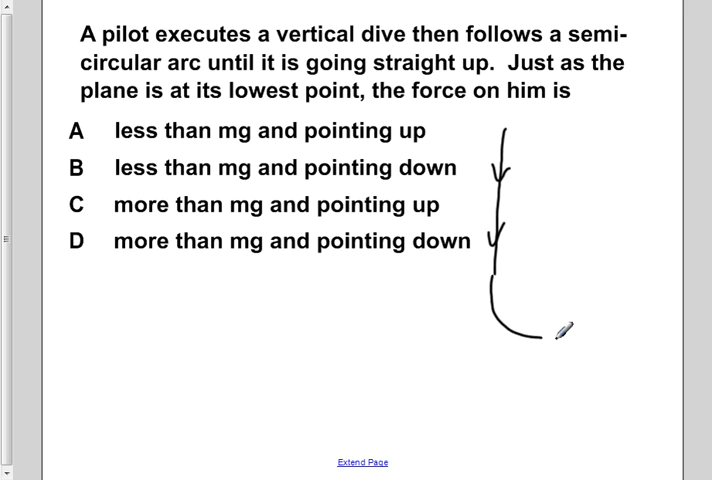 A pilot executes a vertical dive then follows a semi-
circular arc until it is going straight up.  Just as the
plane is at its lowest point, the force on him is
A less than mg and pointing up
B less than mg and pointing down
C more than mg and pointing up
D more than mg and pointing down
Extend Page